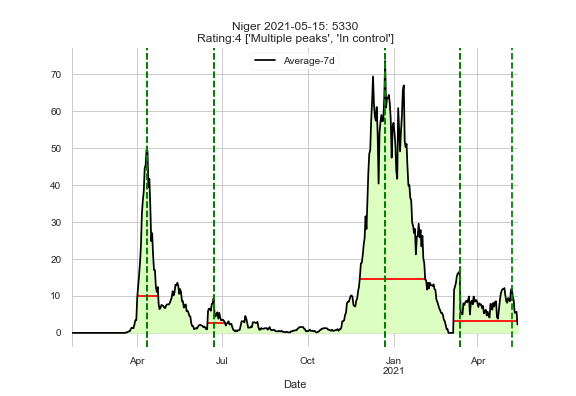 Niger 2021-05-15: 5330
Rating:4 ['Multiple peaks', 'In control']
Average-7d
70
60
50
40
30
20
10
0
Apr
Jul
Oct
Jan
2021
Apr
Date